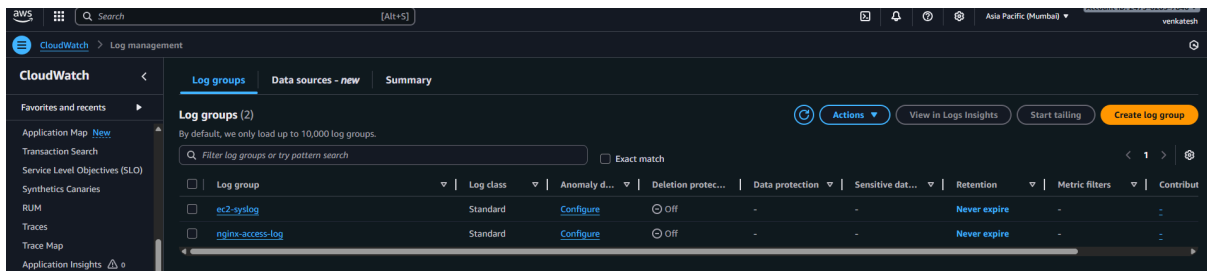 aws
Search [Alt+S] Asia Pacific (Mumbai) ▼
venkatesh
CloudWatch > Log management
CloudWatch
Log groups Data sources - new Summary
Favorites and recents
Log groups (2)
Actions ▼ View in Logs Insights Start tailing Create log group
Application Map New
By default, we only load up to 10,000 log groups.
Transaction Search
Filter log groups or try pattern search Exact match 1
Service Level Objectives (SLO)
Synthetics Canaries
Log group Log class Anomaly d... Deletion protec... Data protection Sensitive dat... Retention Metric filters Contribut
RUM
ec2-syslog Standard Configure Off - - Never expire - -
Traces
nginx-access-log Standard Configure Off - - Never expire - -
Trace Map
Application Insights 0